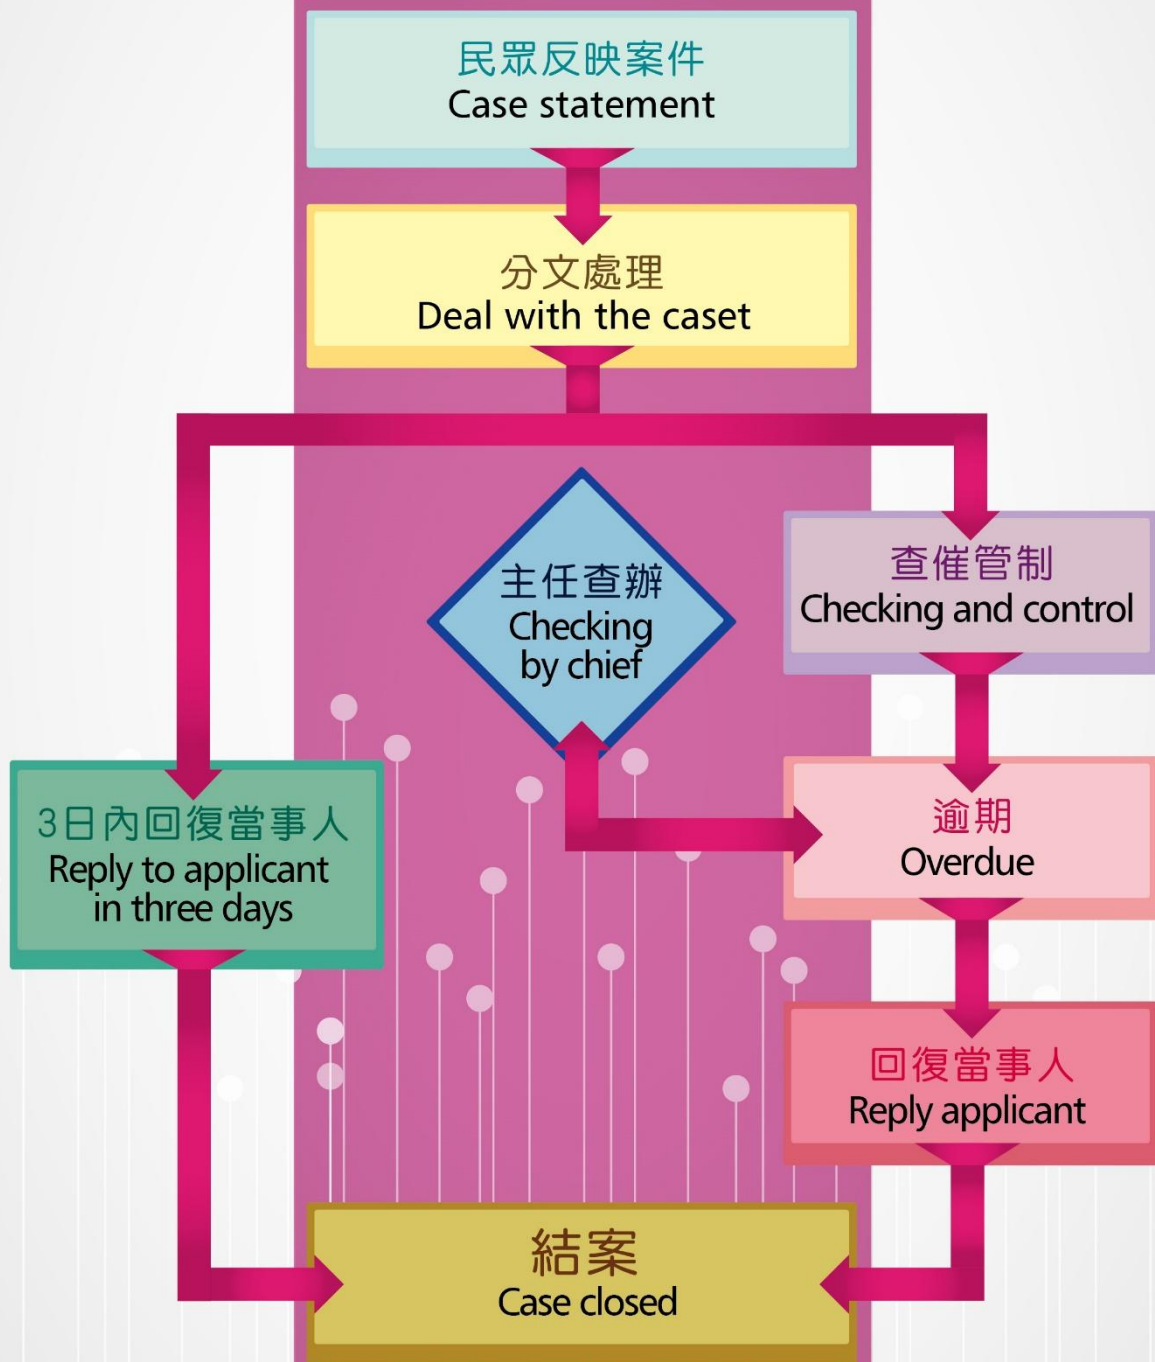 民眾反映案件
Case statement
分文處理
Deal with the caset
主任查辦
Checking
by chief
查催管制
Checking and control
3日內回復當事人
Reply to applicant
in three days
逾期
Overdue
回復當事人
Reply applicant
結案
Case closed